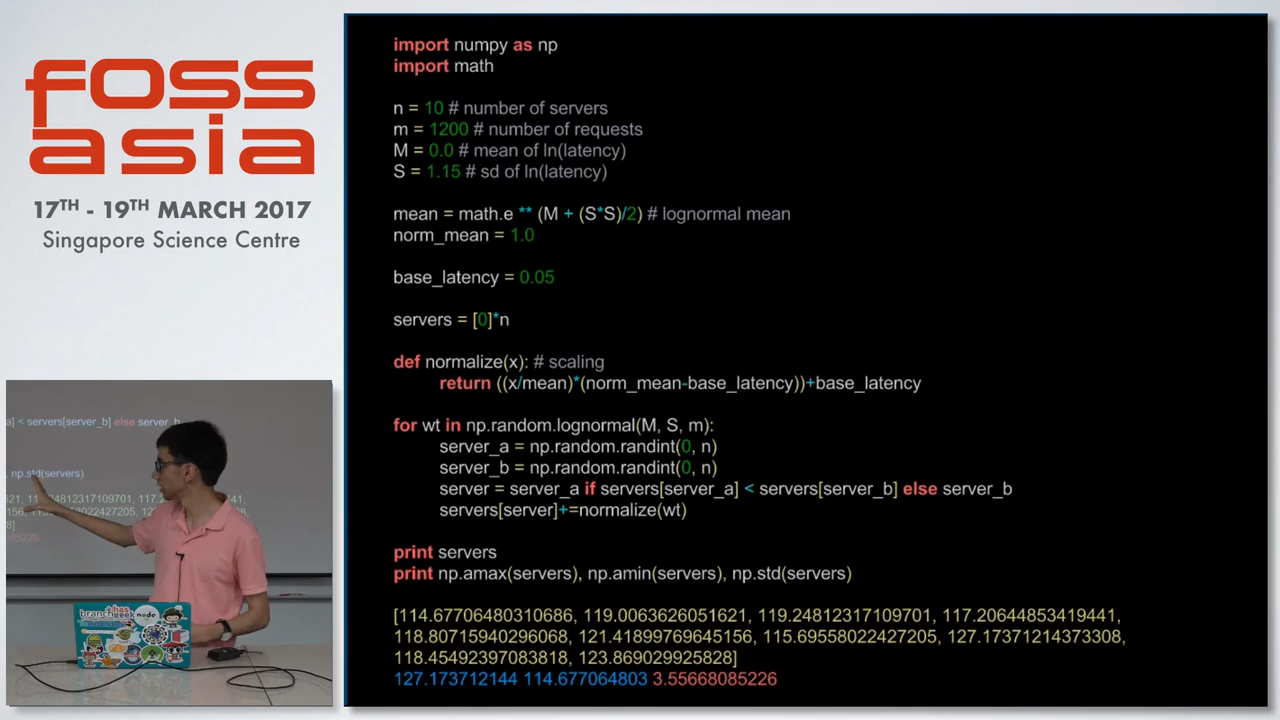 foss
asia
17TH - 19TH MARCH 2017
Singapore Science Centre
import numpy as np
import math
n = 10 # number of servers
m = 1200 # number of requests
M = 0.0 # mean of ln(latency)
S = 1.15 # sd of ln(latency)
mean = math.e ** (M + (S*S)/2) # lognormal mean
norm_mean = 1.0
base_latency = 0.05
servers = [0]*n
def normalize(x): # scaling
return ((x/mean)*(norm_mean-base_latency))+base_latency
for wt in np.random.lognormal(M, S, m):
server_a = np.random.randint(0, n)
server_b = np.random.randint(0, n)
server = server_a if servers[server_a] < servers[server_b] else server_b
servers[server]+=normalize(wt)
print servers
print np.amax(servers), np.amin(servers), np.std(servers)
[114.67706480310686, 119.0063626051621, 119.24812317109701, 117.20644853419441,
118.80715940296068, 121.41899769645156, 115.69558022427205, 127.17371214373308,
118.45492397083818, 123.869029925828]
127.173712144 114.677064803 3.55668085226
a] < servers[server_b] else server_b
, np.std(servers)